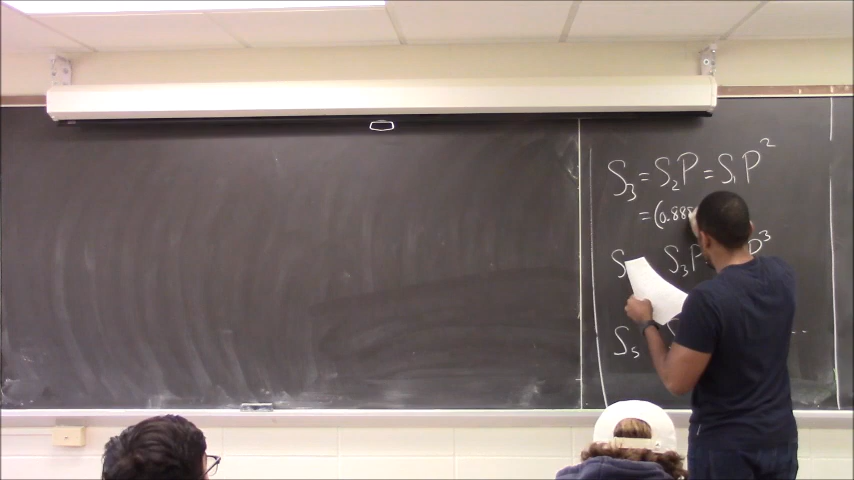 S₃ = S₂P = S₁P²
= (0.88
S S₃P P³
S₅ ..